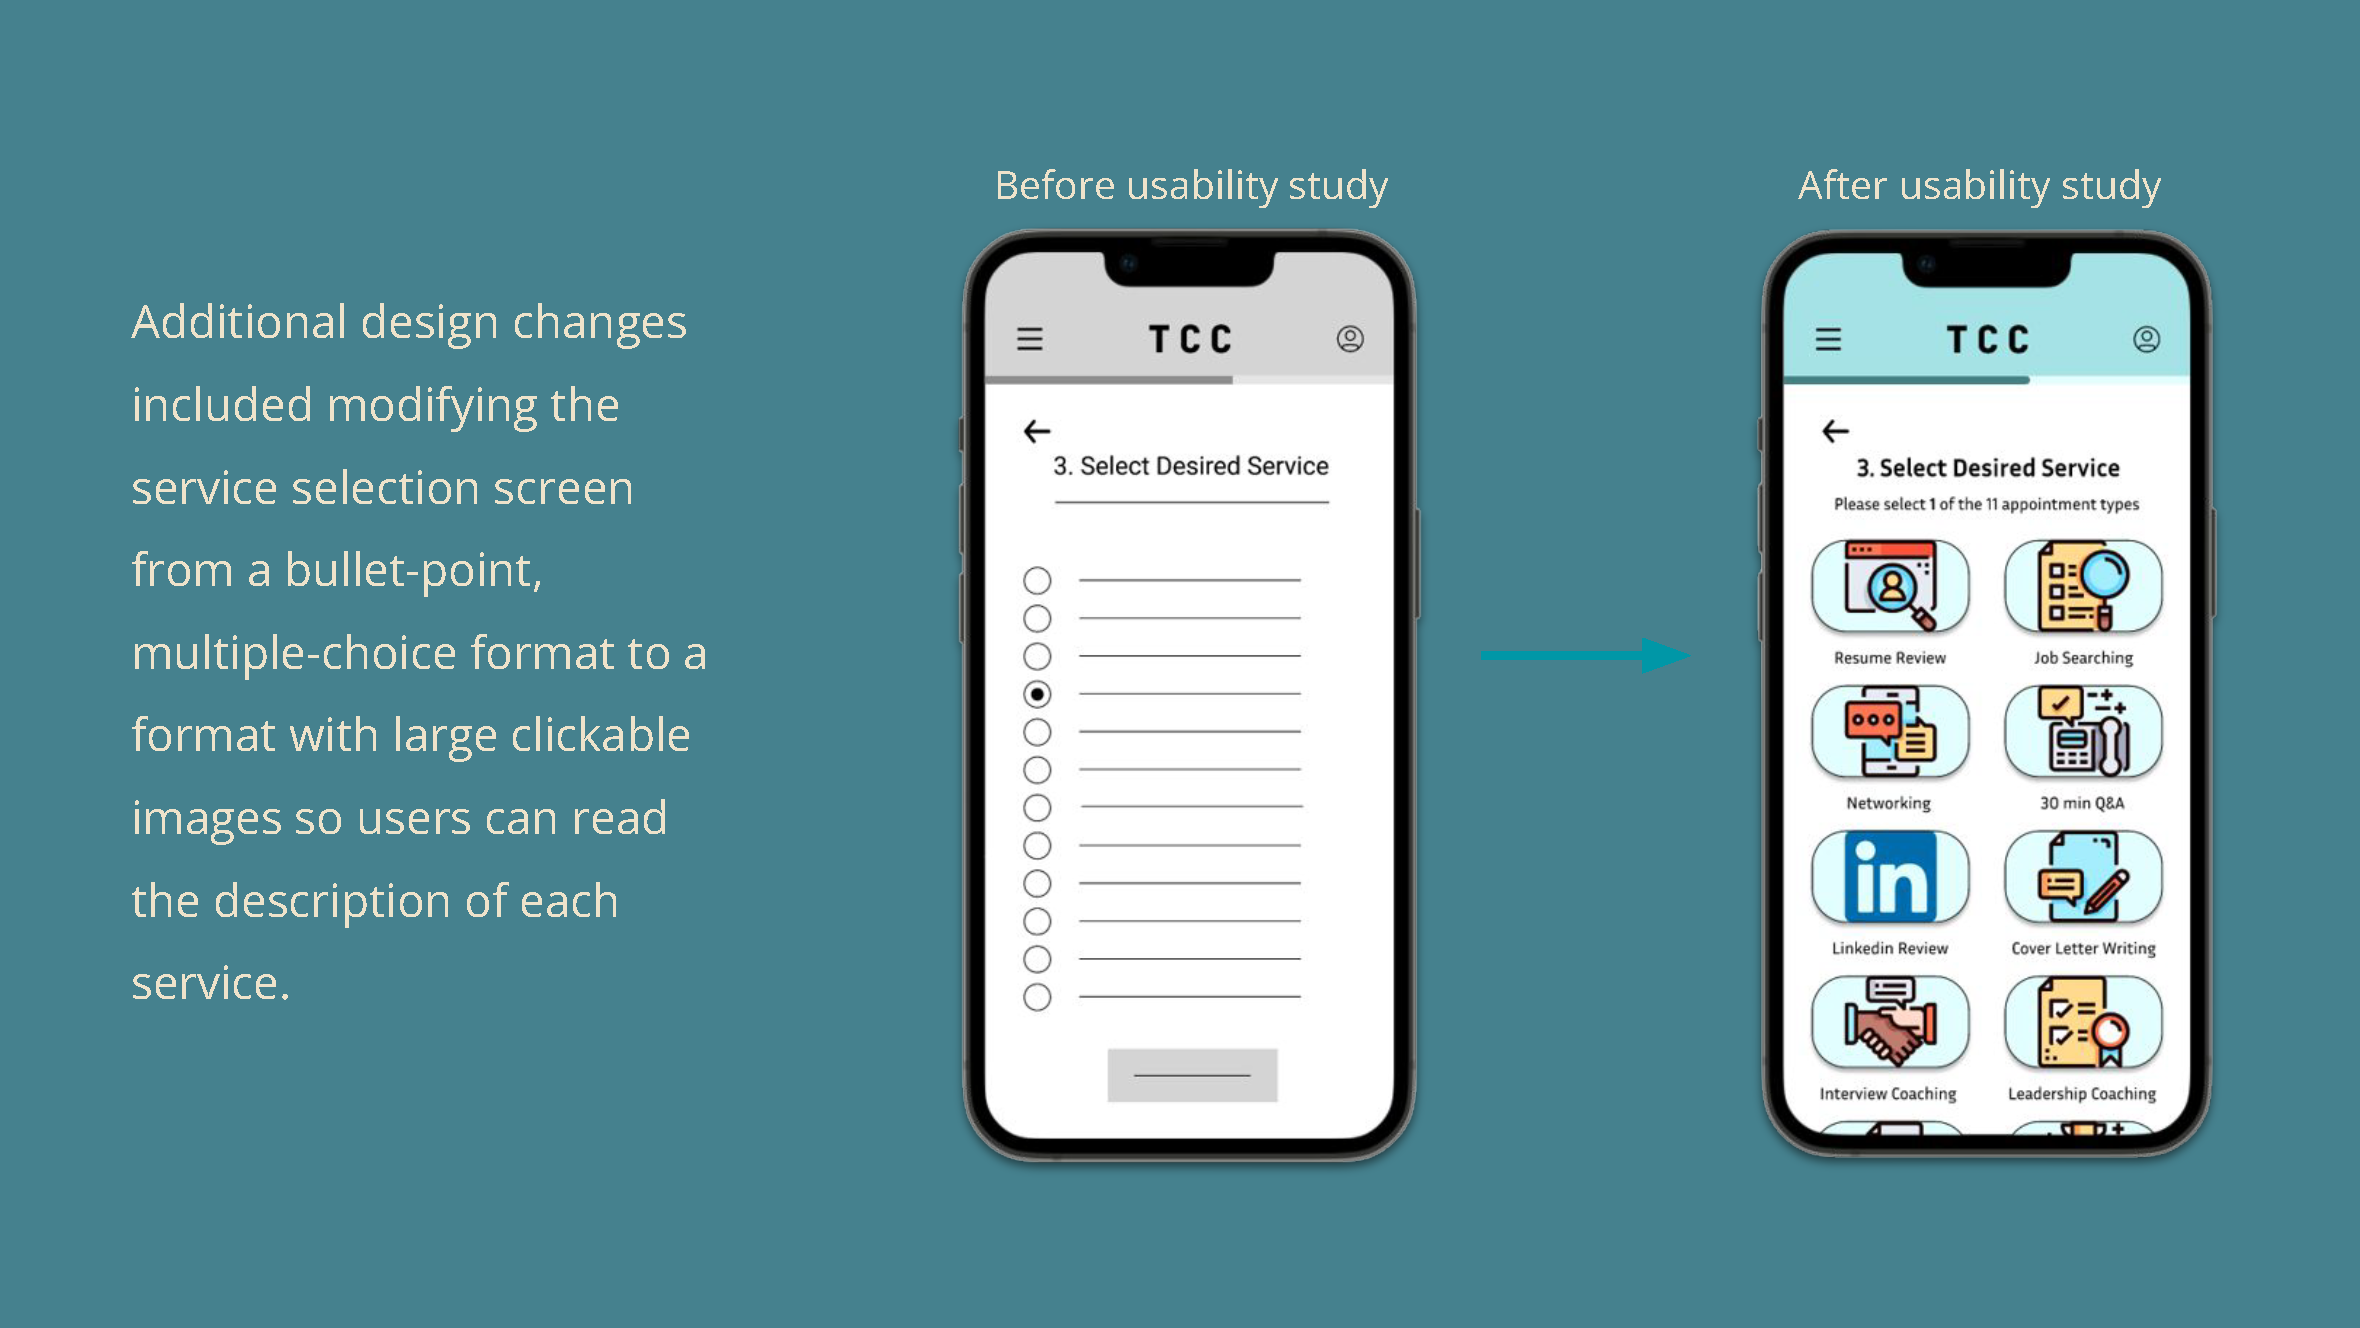 Additional design changes
included modifying the
service selection screen
from a bullet-point,
multiple-choice format to a
format with large clickable
images so users can read
the description of each
service.
Before usability study
TCC
3. Select Desired Service
After usability study
TCC
3. Select Desired Service
Please select 1 of the 11 appointment types
Resume Review
Job Searching
Networking
30 min Q&A
in
Linkedin Review
Cover Letter Writing
Interview Coaching
Leadership Coaching